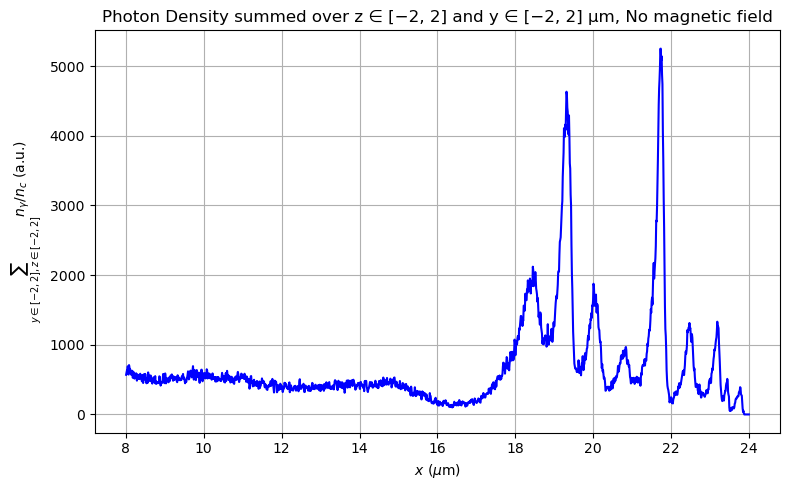 Photon Density summed over z ∈ [−2, 2] and y ∈ [−2, 2] μm, No magnetic field
∑ nγ/nc (a.u.)
y ∈ [−2, 2], z ∈ [−2, 2]
5000
4000
3000
2000
1000
0
8 10 12 14 16 18 20 22 24
x (μm)